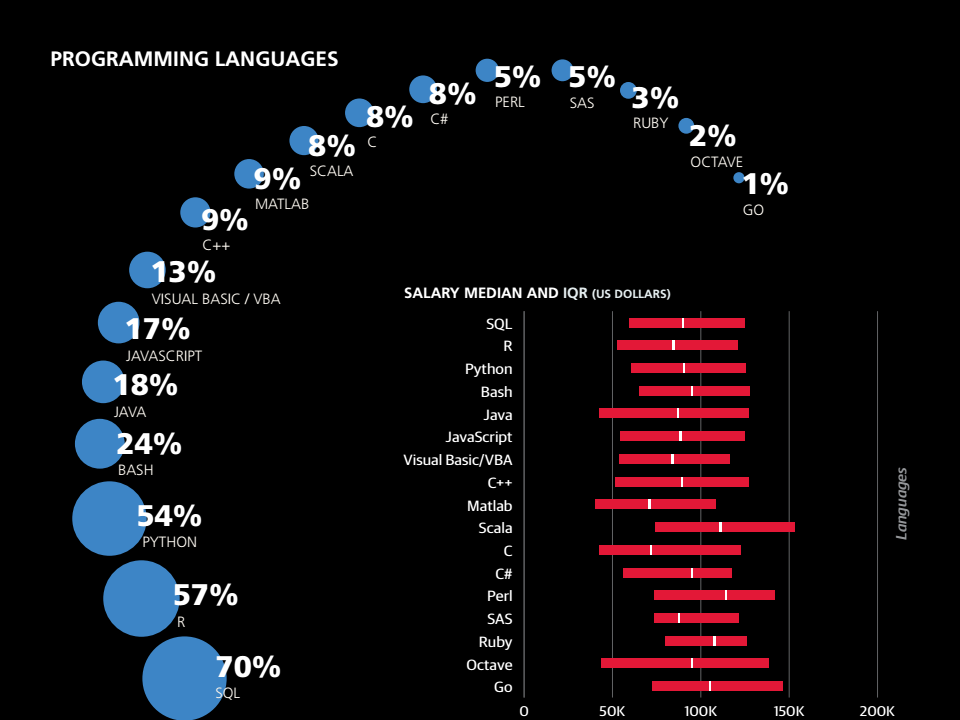 PROGRAMMING LANGUAGES
5%
PERL
5%
SAS
8%
C#
3%
RUBY
8%
C
2%
OCTAVE
8%
SCALA
1%
GO
9%
MATLAB
9%
C++
13%
VISUAL BASIC / VBA
17%
JAVASCRIPT
18%
JAVA
24%
BASH
54%
PYTHON
57%
R
70%
SQL
SALARY MEDIAN AND IQR (US DOLLARS)
SQL
R
Python
Bash
Java
JavaScript
Visual Basic/VBA
C++
Matlab
Scala
C
C#
Perl
SAS
Ruby
Octave
Go
0 50K 100K 150K 200K
Languages